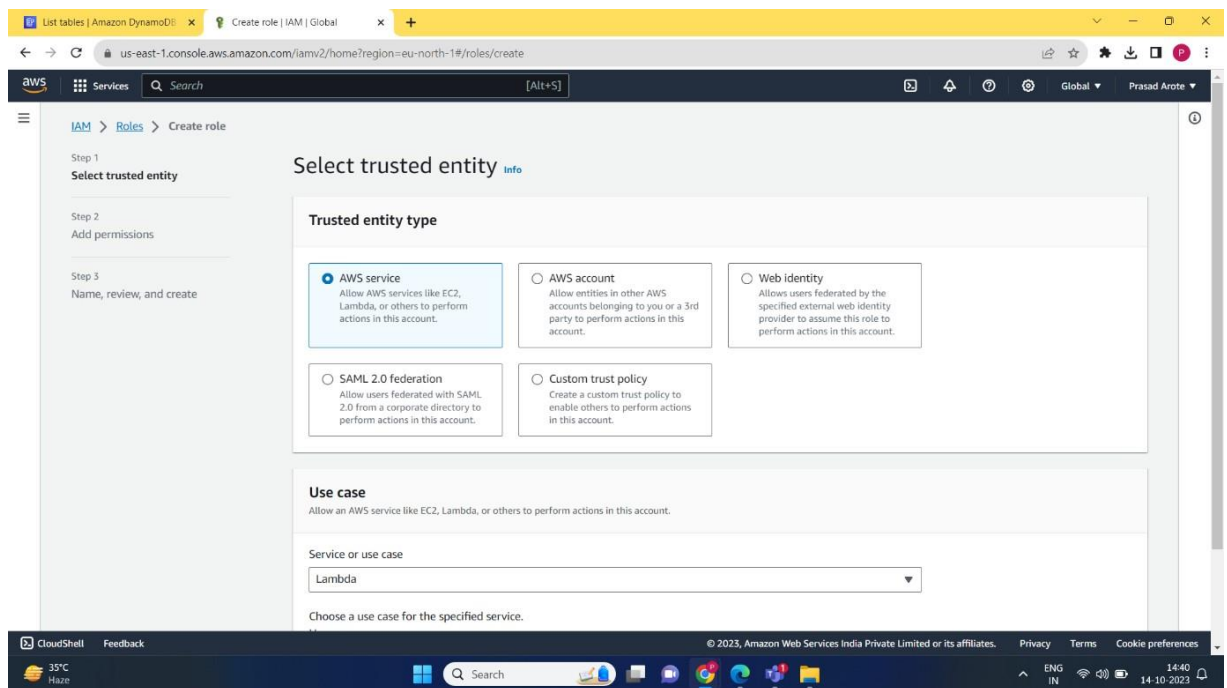 List tables | Amazon DynamoDB
Create role | IAM | Global
us-east-1.console.aws.amazon.com/iamv2/home?region=eu-north-1#/roles/create
P
aws
Services
Search
[Alt+S]
Global
Prasad Arote
IAM > Roles > Create role
Step 1
Select trusted entity
Step 2
Add permissions
Step 3
Name, review, and create
Select trusted entity Info
Trusted entity type
AWS service
Allow AWS services like EC2,
Lambda, or others to perform
actions in this account.
AWS account
Allow entities in other AWS
accounts belonging to you or a 3rd
party to perform actions in this
account.
Web identity
Allows users federated by the
specified external web identity
provider to assume this role to
perform actions in this account.
SAML 2.0 federation
Allow users federated with SAML
2.0 from a corporate directory to
perform actions in this account.
Custom trust policy
Create a custom trust policy to
enable others to perform actions
in this account.
Use case
Allow an AWS service like EC2, Lambda, or others to perform actions in this account.
Service or use case
Lambda
Choose a use case for the specified service.
CloudShell
Feedback
© 2023, Amazon Web Services India Private Limited or its affiliates.
Privacy
Terms
Cookie preferences
35°C
Haze
Search
ENG
IN
14:40
14-10-2023